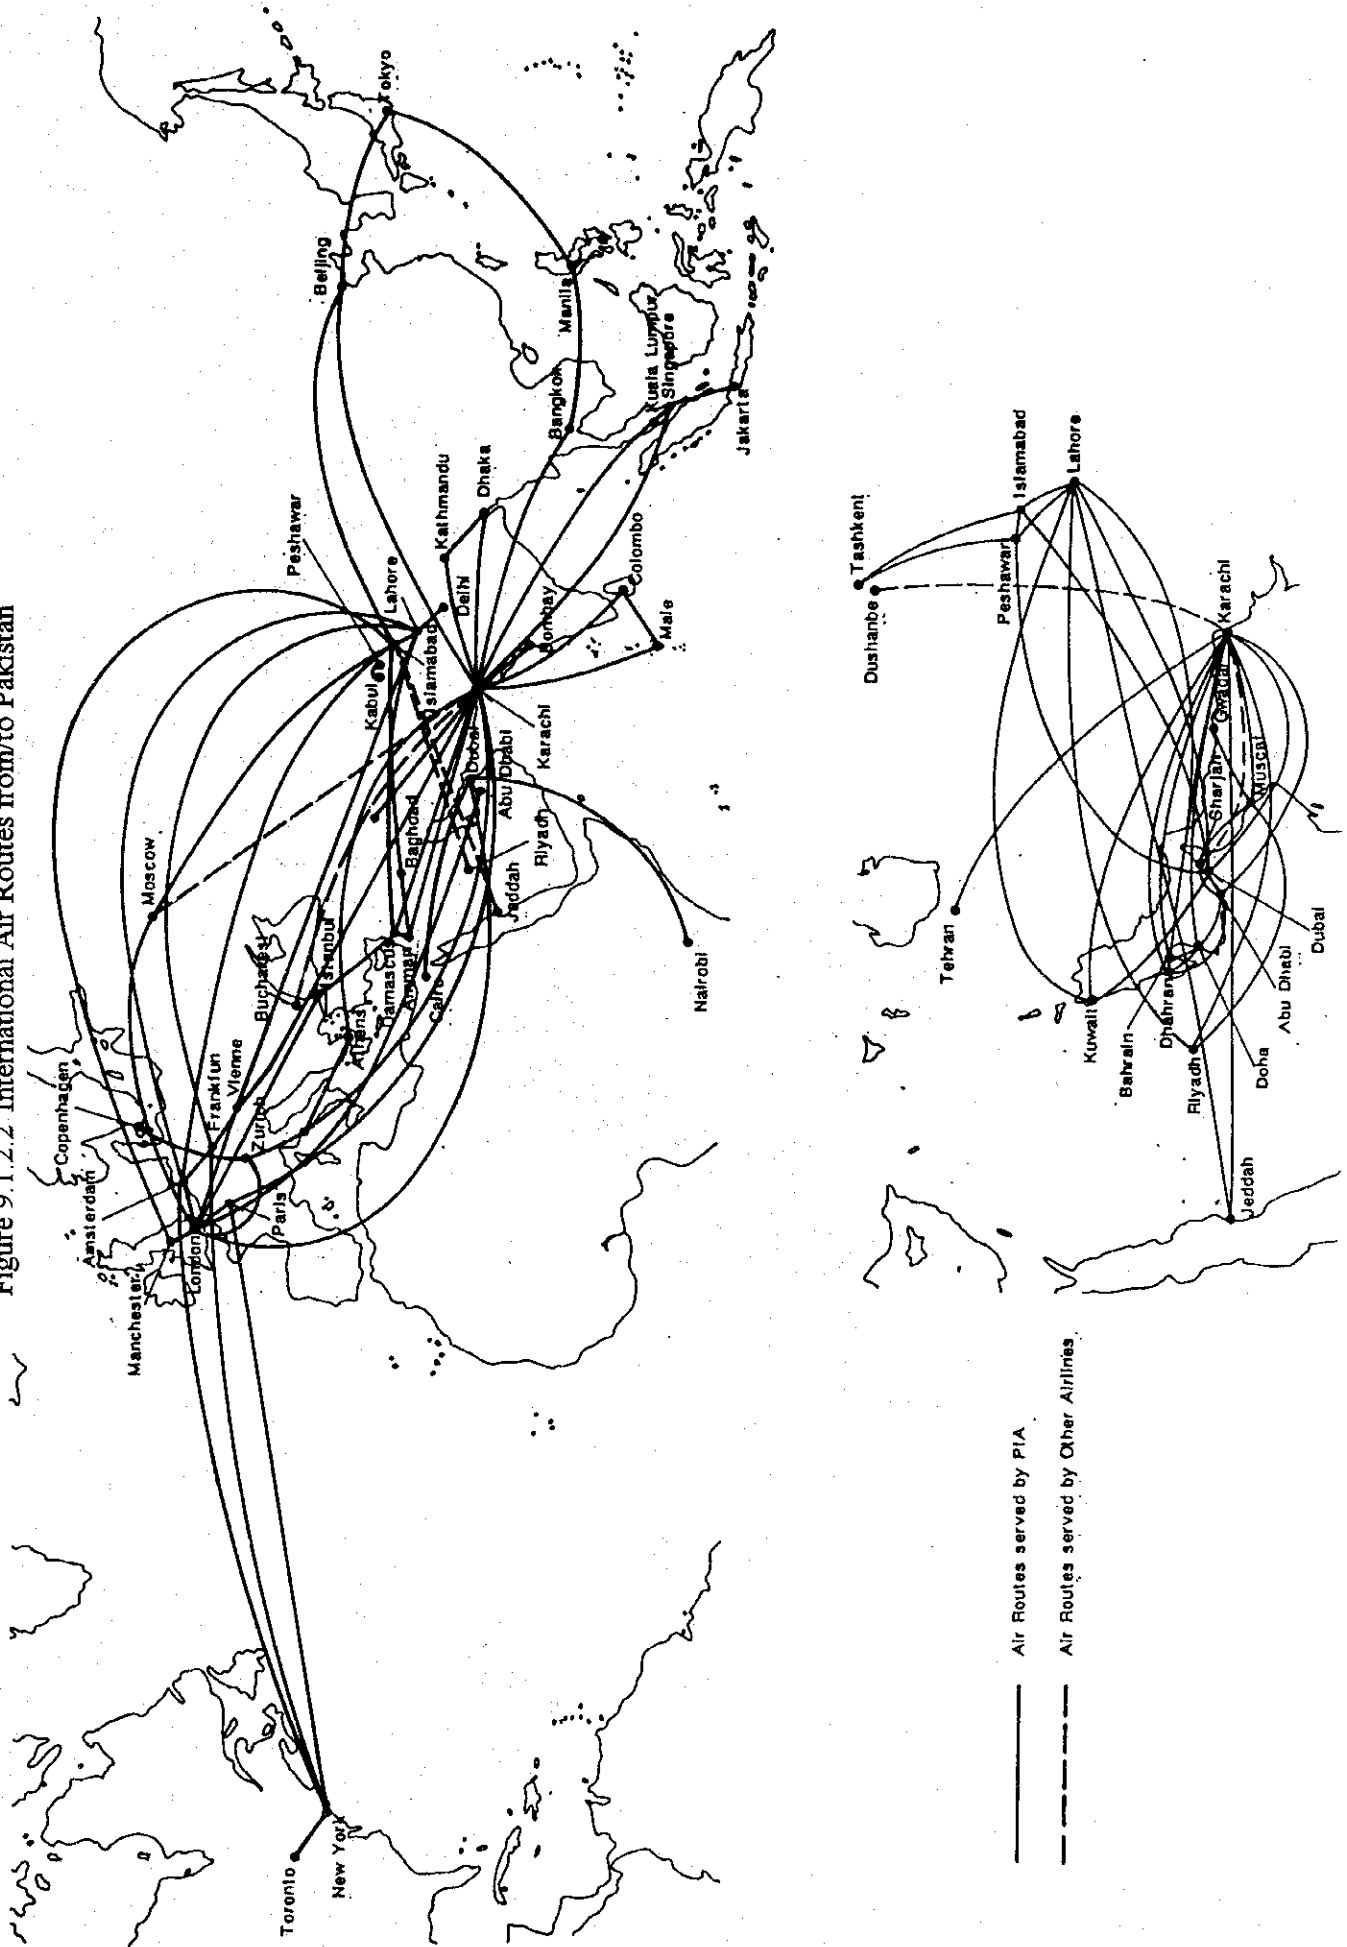 Figure 9.1.2.2 International Air Routes from/to Pakistan
Toronto
New York
Manchester
London
Amsterdam
Copenhagen
Paris
Zurich
Frankfurt
Vienne
Bucharest
Istanbul
Athens
Moscow
Damascus
Amman
Cairo
Baghdad
Jeddah
Riyadh
Abu Dhabi
Dubai
Nairobi
Karachi
Kabul
Islamabad
Lahore
Peshawar
Delhi
Bombay
Kathmandu
Dhaka
Colombo
Male
Bangkok
Manila
Kuala Lumpur
Singapore
Jakarta
Beijing
Tokyo
Air Routes served by PIA
Air Routes served by Other Airlines
Jeddah
Riyadh
Doha
Abu Dhabi
Dubai
Bahrain
Dhahran
Kuwait
Tehran
Sharjah
Muscat
Gwadar
Karachi
Dushanbe
Tashkent
Peshawar
Islamabad
Lahore